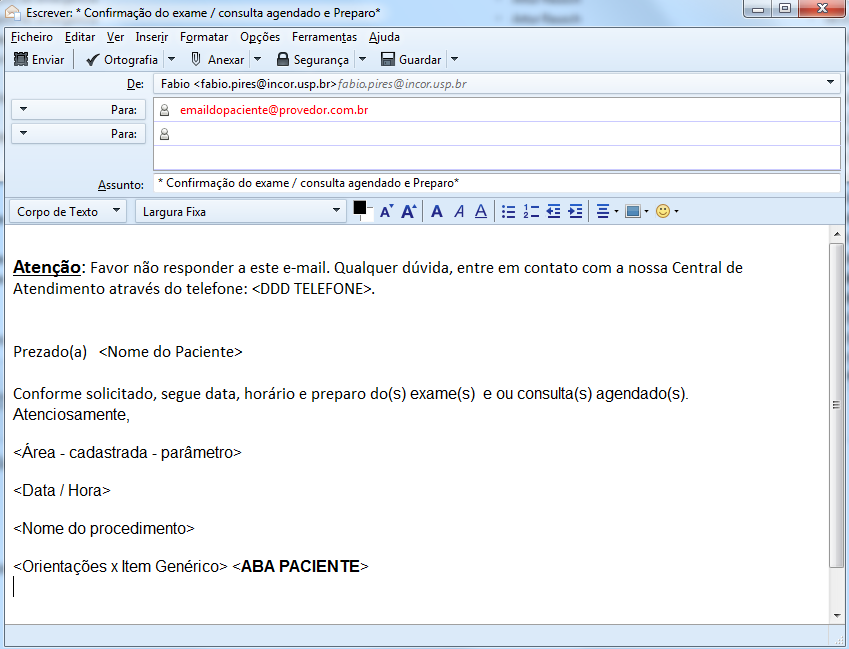 Escrever: * Confirmação do exame / consulta agendado e Preparo*
Ficheiro Editar Ver Inserir Formatar Opções Ferramentas Ajuda
Enviar Ortografia Anexar Segurança Guardar
De: Fabio <fabio.pires@incor.usp.br> fabio.pires@incor.usp.br
Para: emaildopaciente@provedor.com.br
Para:
Assunto: * Confirmação do exame / consulta agendado e Preparo*
Corpo de Texto Largura Fixa
Atenção: Favor não responder a este e-mail. Qualquer dúvida, entre em contato com a nossa Central de
Atendimento através do telefone: <DDD TELEFONE>.
Prezado(a) <Nome do Paciente>
Conforme solicitado, segue data, horário e preparo do(s) exame(s) e ou consulta(s) agendado(s).
Atenciosamente,
<Área - cadastrada - parâmetro>
<Data / Hora>
<Nome do procedimento>
<Orientações x Item Genérico> <ABA PACIENTE>